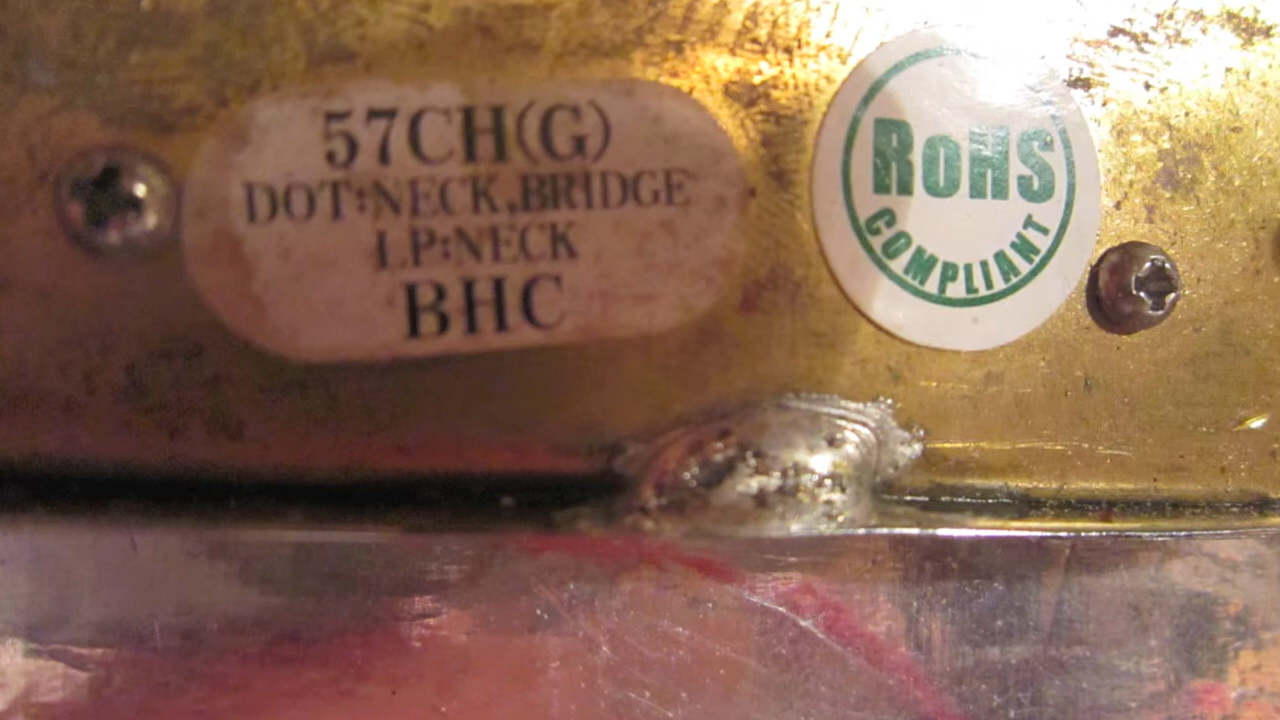 57CH(G)
DOT:NECK,BRIDGE
LP:NECK
BHC
RoHS
COMPLIANT